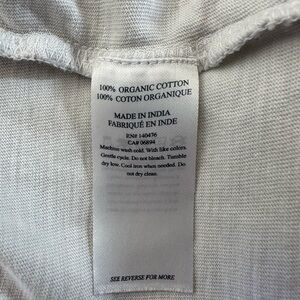 100% ORGANIC COTTON
100% COTON ORGANIQUE
MADE IN INDIA
FABRIQUÉ EN INDE
RN# 140476
CA# 06894
Machine wash cold. With like colors.
Gentle cycle. Do not bleach. Tumble
dry low. Cool iron when needed. Do
not dry clean.
SEE REVERSE FOR MORE